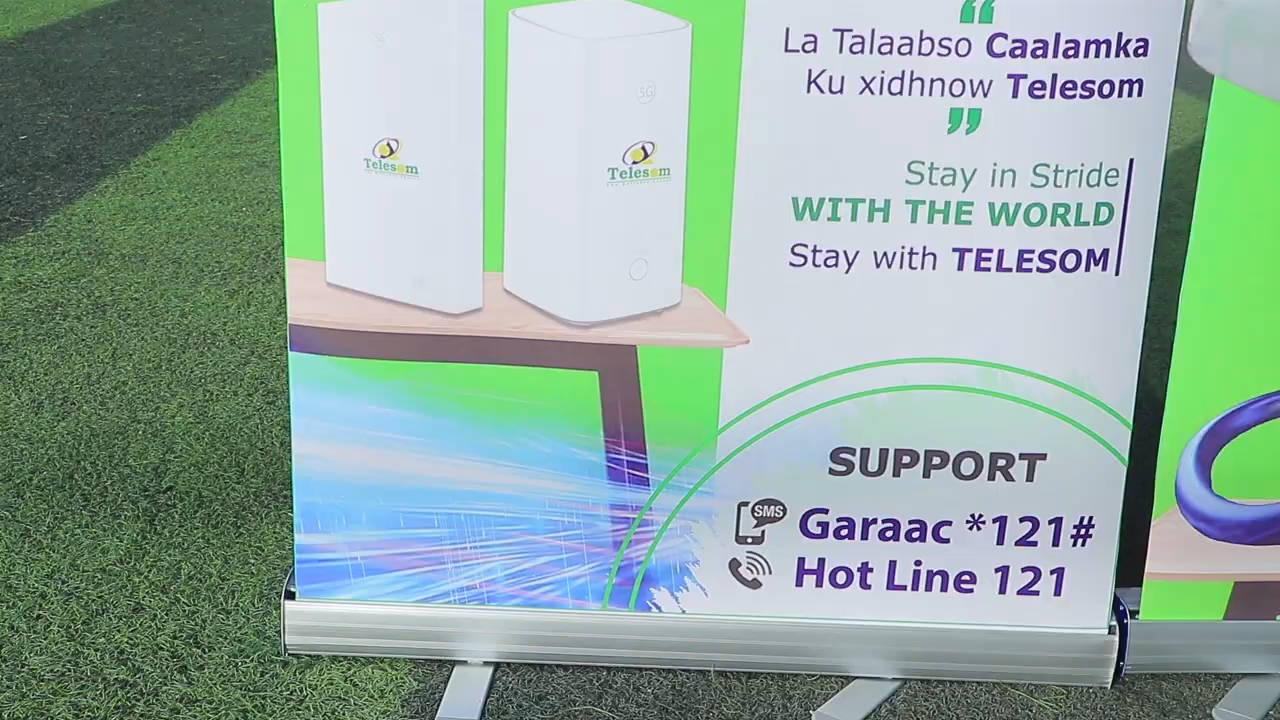 La Talaabso Caalamka
Ku xidhnow Telesom
Stay in Stride
WITH THE WORLD
Stay with TELESOM
Telesom
5G
Telesom
SUPPORT
SMS
Garaac *121#
Hot Line 121